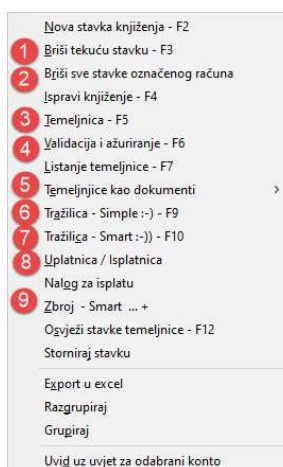 Nova stavka knjiženja - F2
1 Briši tekuću stavku - F3
2 Briši sve stavke označenog računa
Ispravi knjiženje - F4
3 Temeljnica - F5
4 Validacija i ažuriranje - F6
Listanje temeljnice - F7
5 Temeljnjice kao dokumenti >
6 Tražilica - Simple :-) - F9
7 Tražilica - Smart :-)) - F10
8 Uplatnica / Isplatnica
Nalog za isplatu
9 Zbroj - Smart ... +
Osvježi stavke temeljnice - F12
Storniraj stavku
Export u excel
Razgrupiraj
Grupiraj
Uvid uz uvjet za odabrani konto